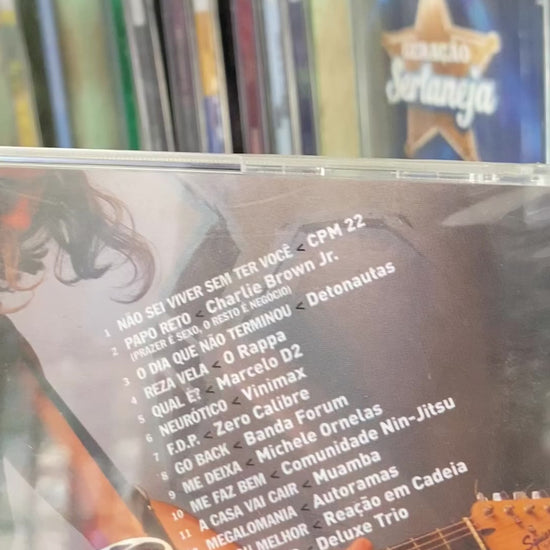 GERAÇÃO
Sertaneja
1 NÃO SEI VIVER SEM TER VOCÊ < CPM 22
2 PAPO RETO < Charlie Brown Jr.
(PRAZER É SEXO, O RESTO É NEGÓCIO)
3 O DIA QUE NÃO TERMINOU < Detonautas
4 REZA VELA < O Rappa
5 QUAL É? < Marcelo D2
6 NEURÓTICO < Vinimax
7 F.D.P. < Zero Calibre
8 GO BACK < Banda Forum
9 ME DEIXA < Michele Ornelas
10 ME FAZ BEM < Comunidade Nin-Jitsu
11 A CASA VAI CAIR < Muamba
MEGALOMANIA < Autoramas
MELHOR < Reação em Cadeia
< Deluxe Trio